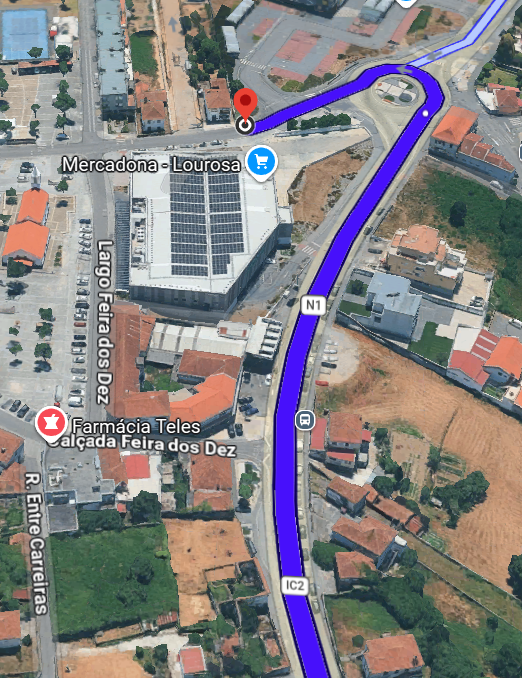 Mercadona - Lourosa
Largo Feira dos Dez
N1
Farmácia Teles
Calçada Feira dos Dez
R. Entre Carreiras
IC2